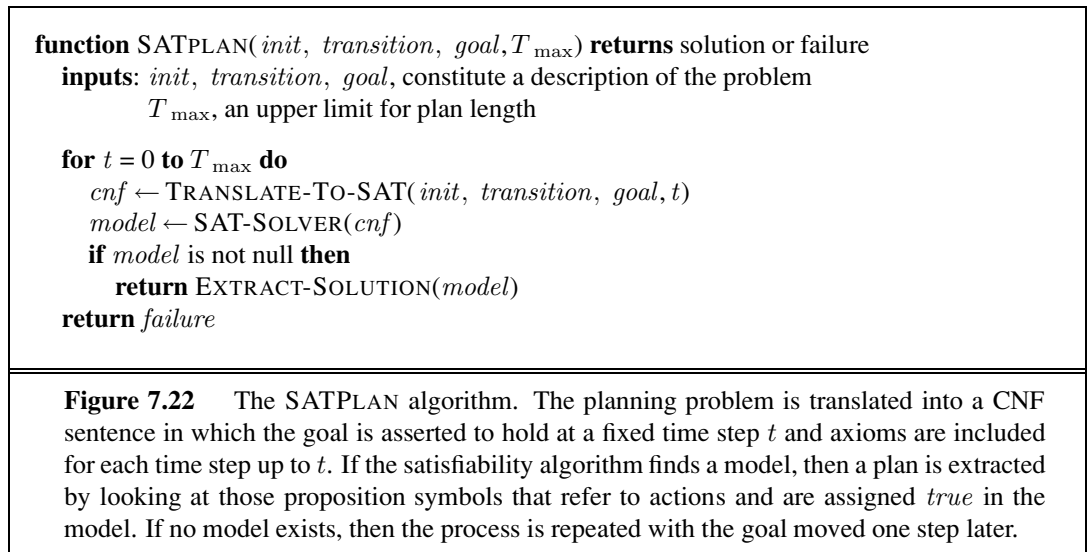 function SATPLAN( init, transition, goal, T max) returns solution or failure
inputs: init, transition, goal, constitute a description of the problem
T max, an upper limit for plan length
for t = 0 to T max do
cnf ← TRANSLATE-TO-SAT( init, transition, goal, t)
model ← SAT-SOLVER(cnf)
if model is not null then
return EXTRACT-SOLUTION(model)
return failure
Figure 7.22 The SATPLAN algorithm. The planning problem is translated into a CNF
sentence in which the goal is asserted to hold at a fixed time step t and axioms are included
for each time step up to t. If the satisfiability algorithm finds a model, then a plan is extracted
by looking at those proposition symbols that refer to actions and are assigned true in the
model. If no model exists, then the process is repeated with the goal moved one step later.